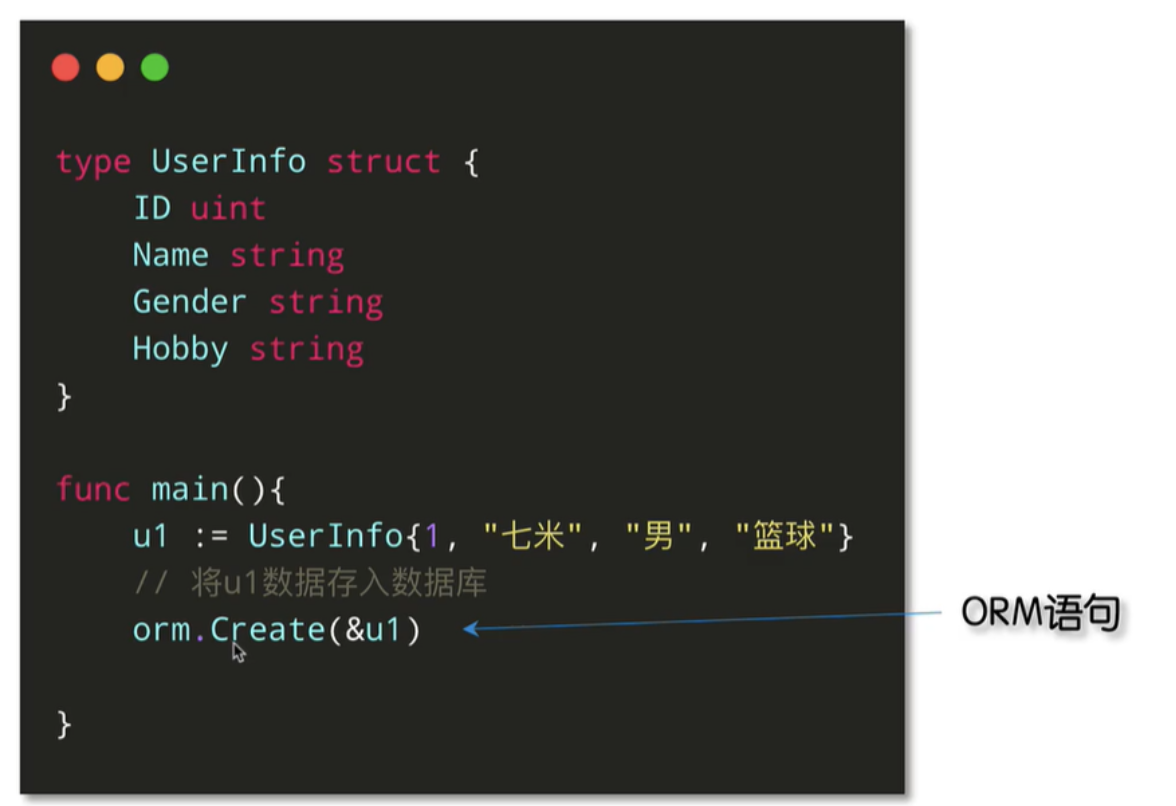 type UserInfo struct {
    ID uint
    Name string
    Gender string
    Hobby string
}
func main(){
    u1 := UserInfo{1, "七米", "男", "篮球"}
    // 将u1数据存入数据库
    orm.Create(&u1)
ORM语句
}